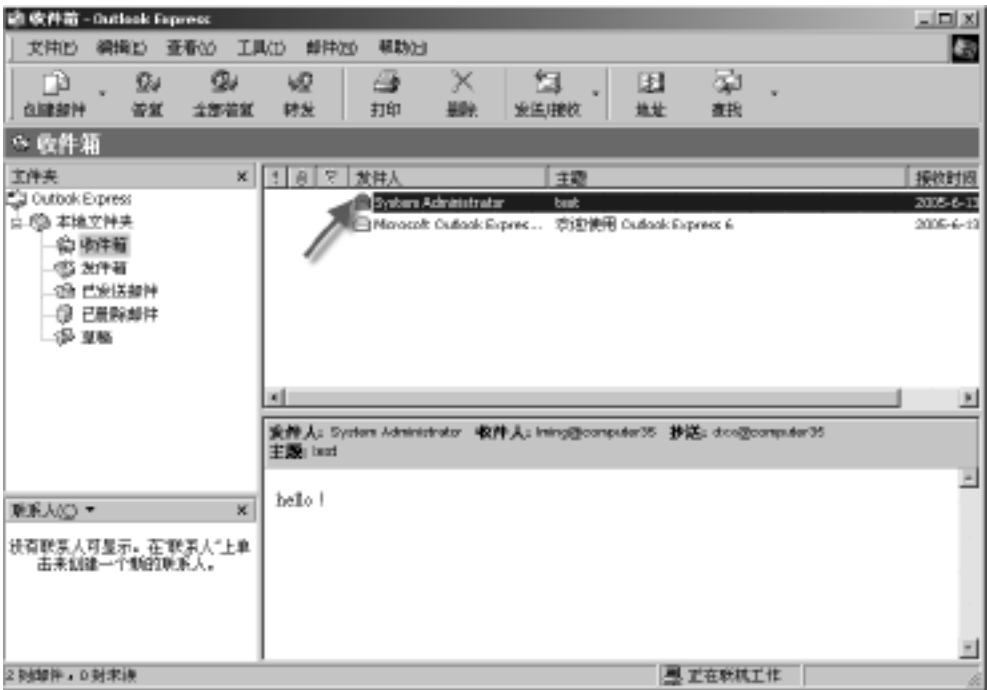 收件箱 - Outlook Express
文件(F) 编辑(E) 查看(V) 工具(T) 邮件(M) 帮助(H)
创建邮件 答复 全部答复 转发 打印 删除 发送/接收 地址 查找
收件箱
文件夹 ×
Outlook Express
本地文件夹
收件箱
发件箱
已发送邮件
已删除邮件
草稿
! 发件人 主题 接收时间
System Administrator test 2005-6-13
Microsoft Outlook Expres... 欢迎使用 Outlook Express 6 2005-6-13
发件人: System Administrator 收件人: lming@computer35 抄送:
主题: test
hello !
联系人(C) ×
没有联系人可显示。在“联系人”上单
击来创建一个新的联系人。
2 封邮件，0 封未读
正在联机工作